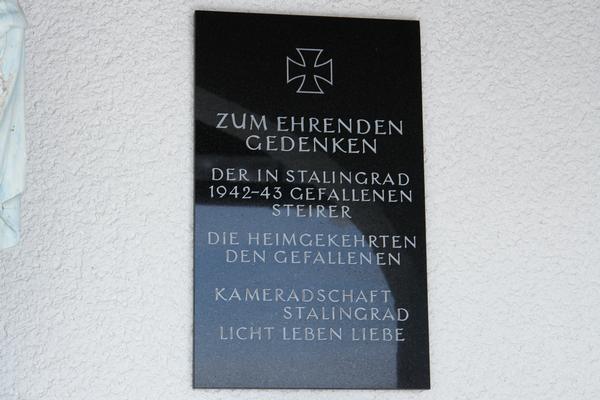 ZUM EHRENDEN
GEDENKEN
DER IN STALINGRAD
1942-43 GEFALLENEN
STEIRER
DIE HEIMGEKEHRTEN
DEN GEFALLENEN
KAMERADSCHAFT
STALINGRAD
LICHT LEBEN LIEBE